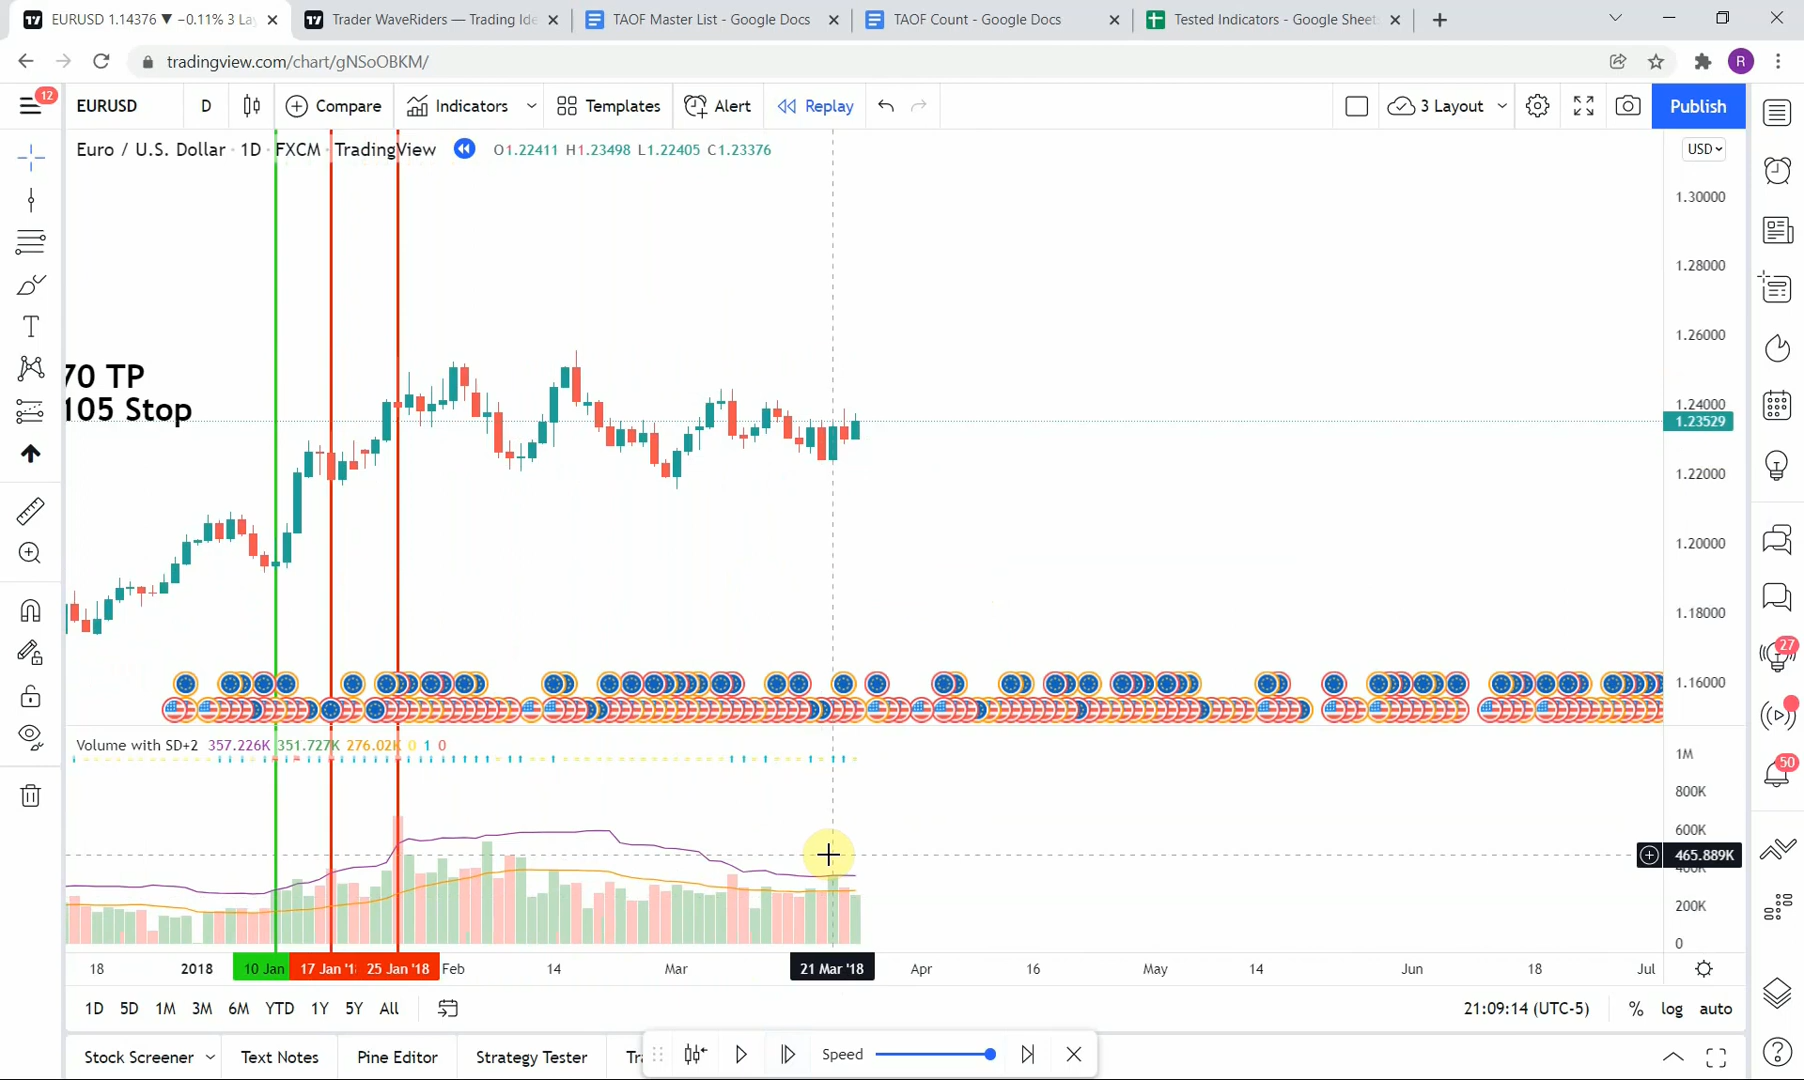 EURUSD 1.14376 ▼ −0.11% 3 La
Trader WaveRiders — Trading Ide
TAOF Master List - Google Docs
TAOF Count - Google Docs
Tested Indicators - Google Sheets
tradingview.com/chart/gNSoOBKM/
R
12
EURUSD
D
Compare
Indicators
Templates
Alert
Replay
3 Layout
Publish
Euro / U.S. Dollar · 1D · FXCM · TradingView
O1.22411 H1.23498 L1.22405 C1.23376
USD
1.30000
1.28000
1.26000
70 TP
105 Stop
1.24000
1.23529
1.22000
1.20000
1.18000
1.16000
27
50
Volume with SD+2 357.226K 351.727K 276.02K 0 1 0
1M
800K
600K
465.889K
400K
200K
0
18
2018
10 Jan
17 Jan '18
25 Jan '18
Feb
14
Mar
21 Mar '18
Apr
16
May
14
Jun
18
Jul
1D 5D 1M 3M 6M YTD 1Y 5Y All
21:09:14 (UTC-5)
% log auto
Stock Screener
Text Notes
Pine Editor
Strategy Tester
Tra
Speed